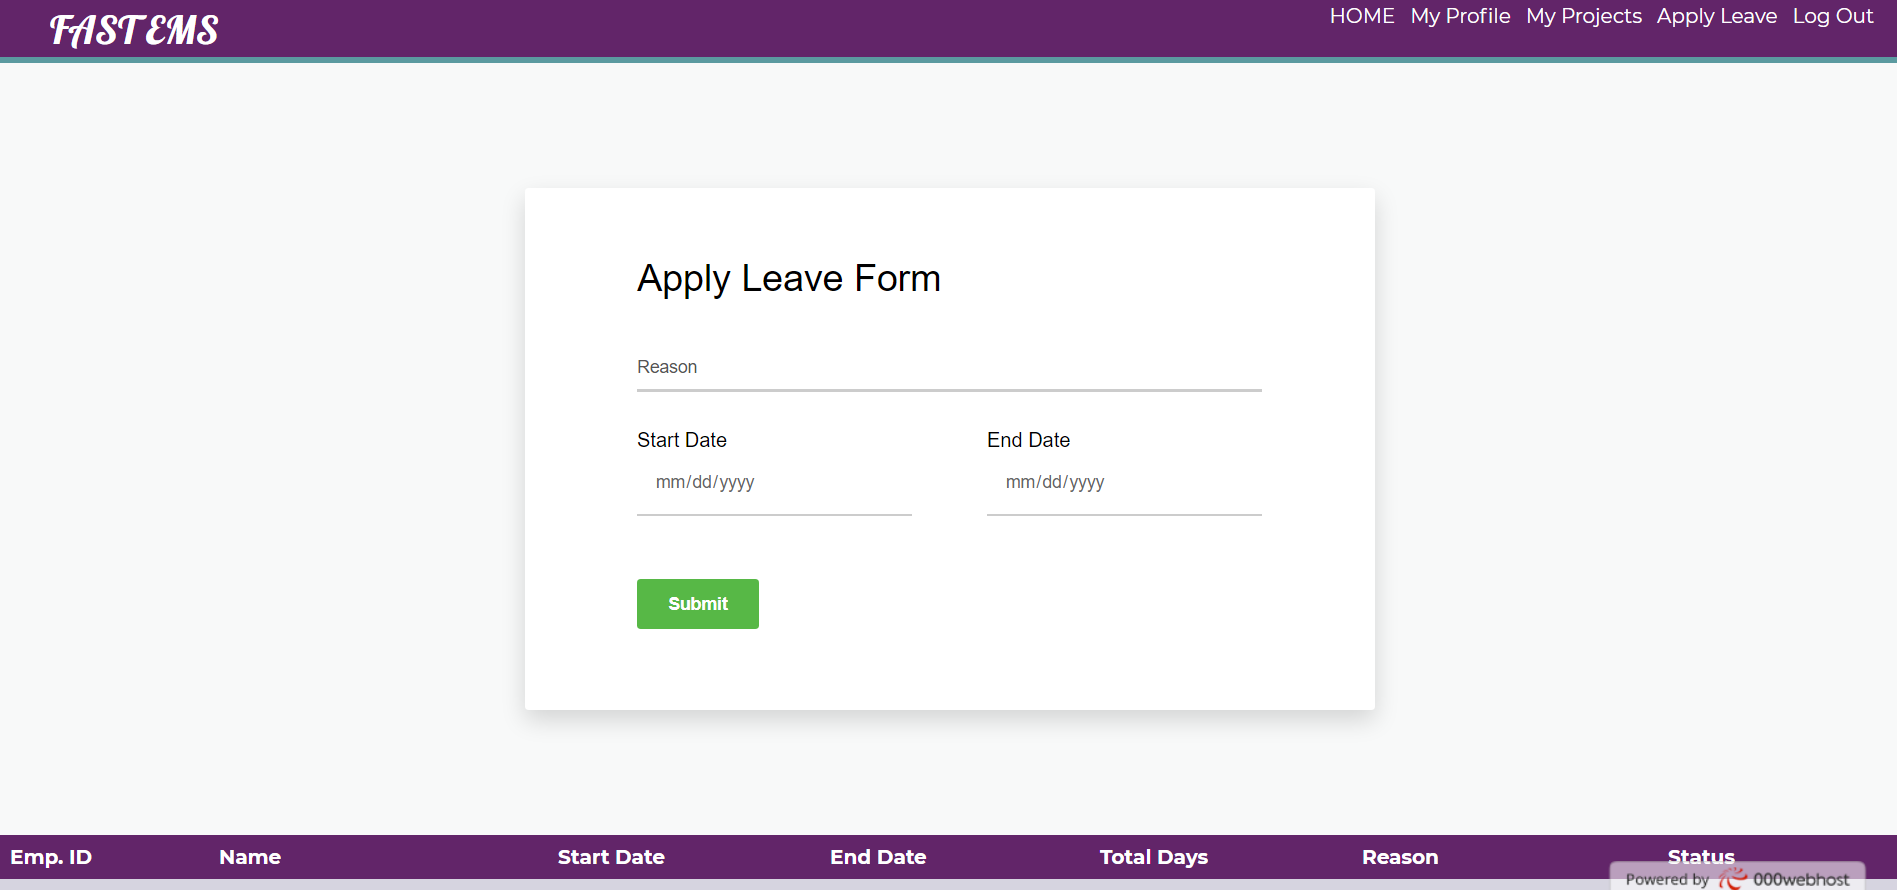 FAST EMS
HOME My Profile My Projects Apply Leave Log Out
Apply Leave Form
Reason
Start Date End Date
mm/dd/yyyy mm/dd/yyyy
Submit
Emp. ID Name Start Date End Date Total Days Reason Status
Powered by 000webhost